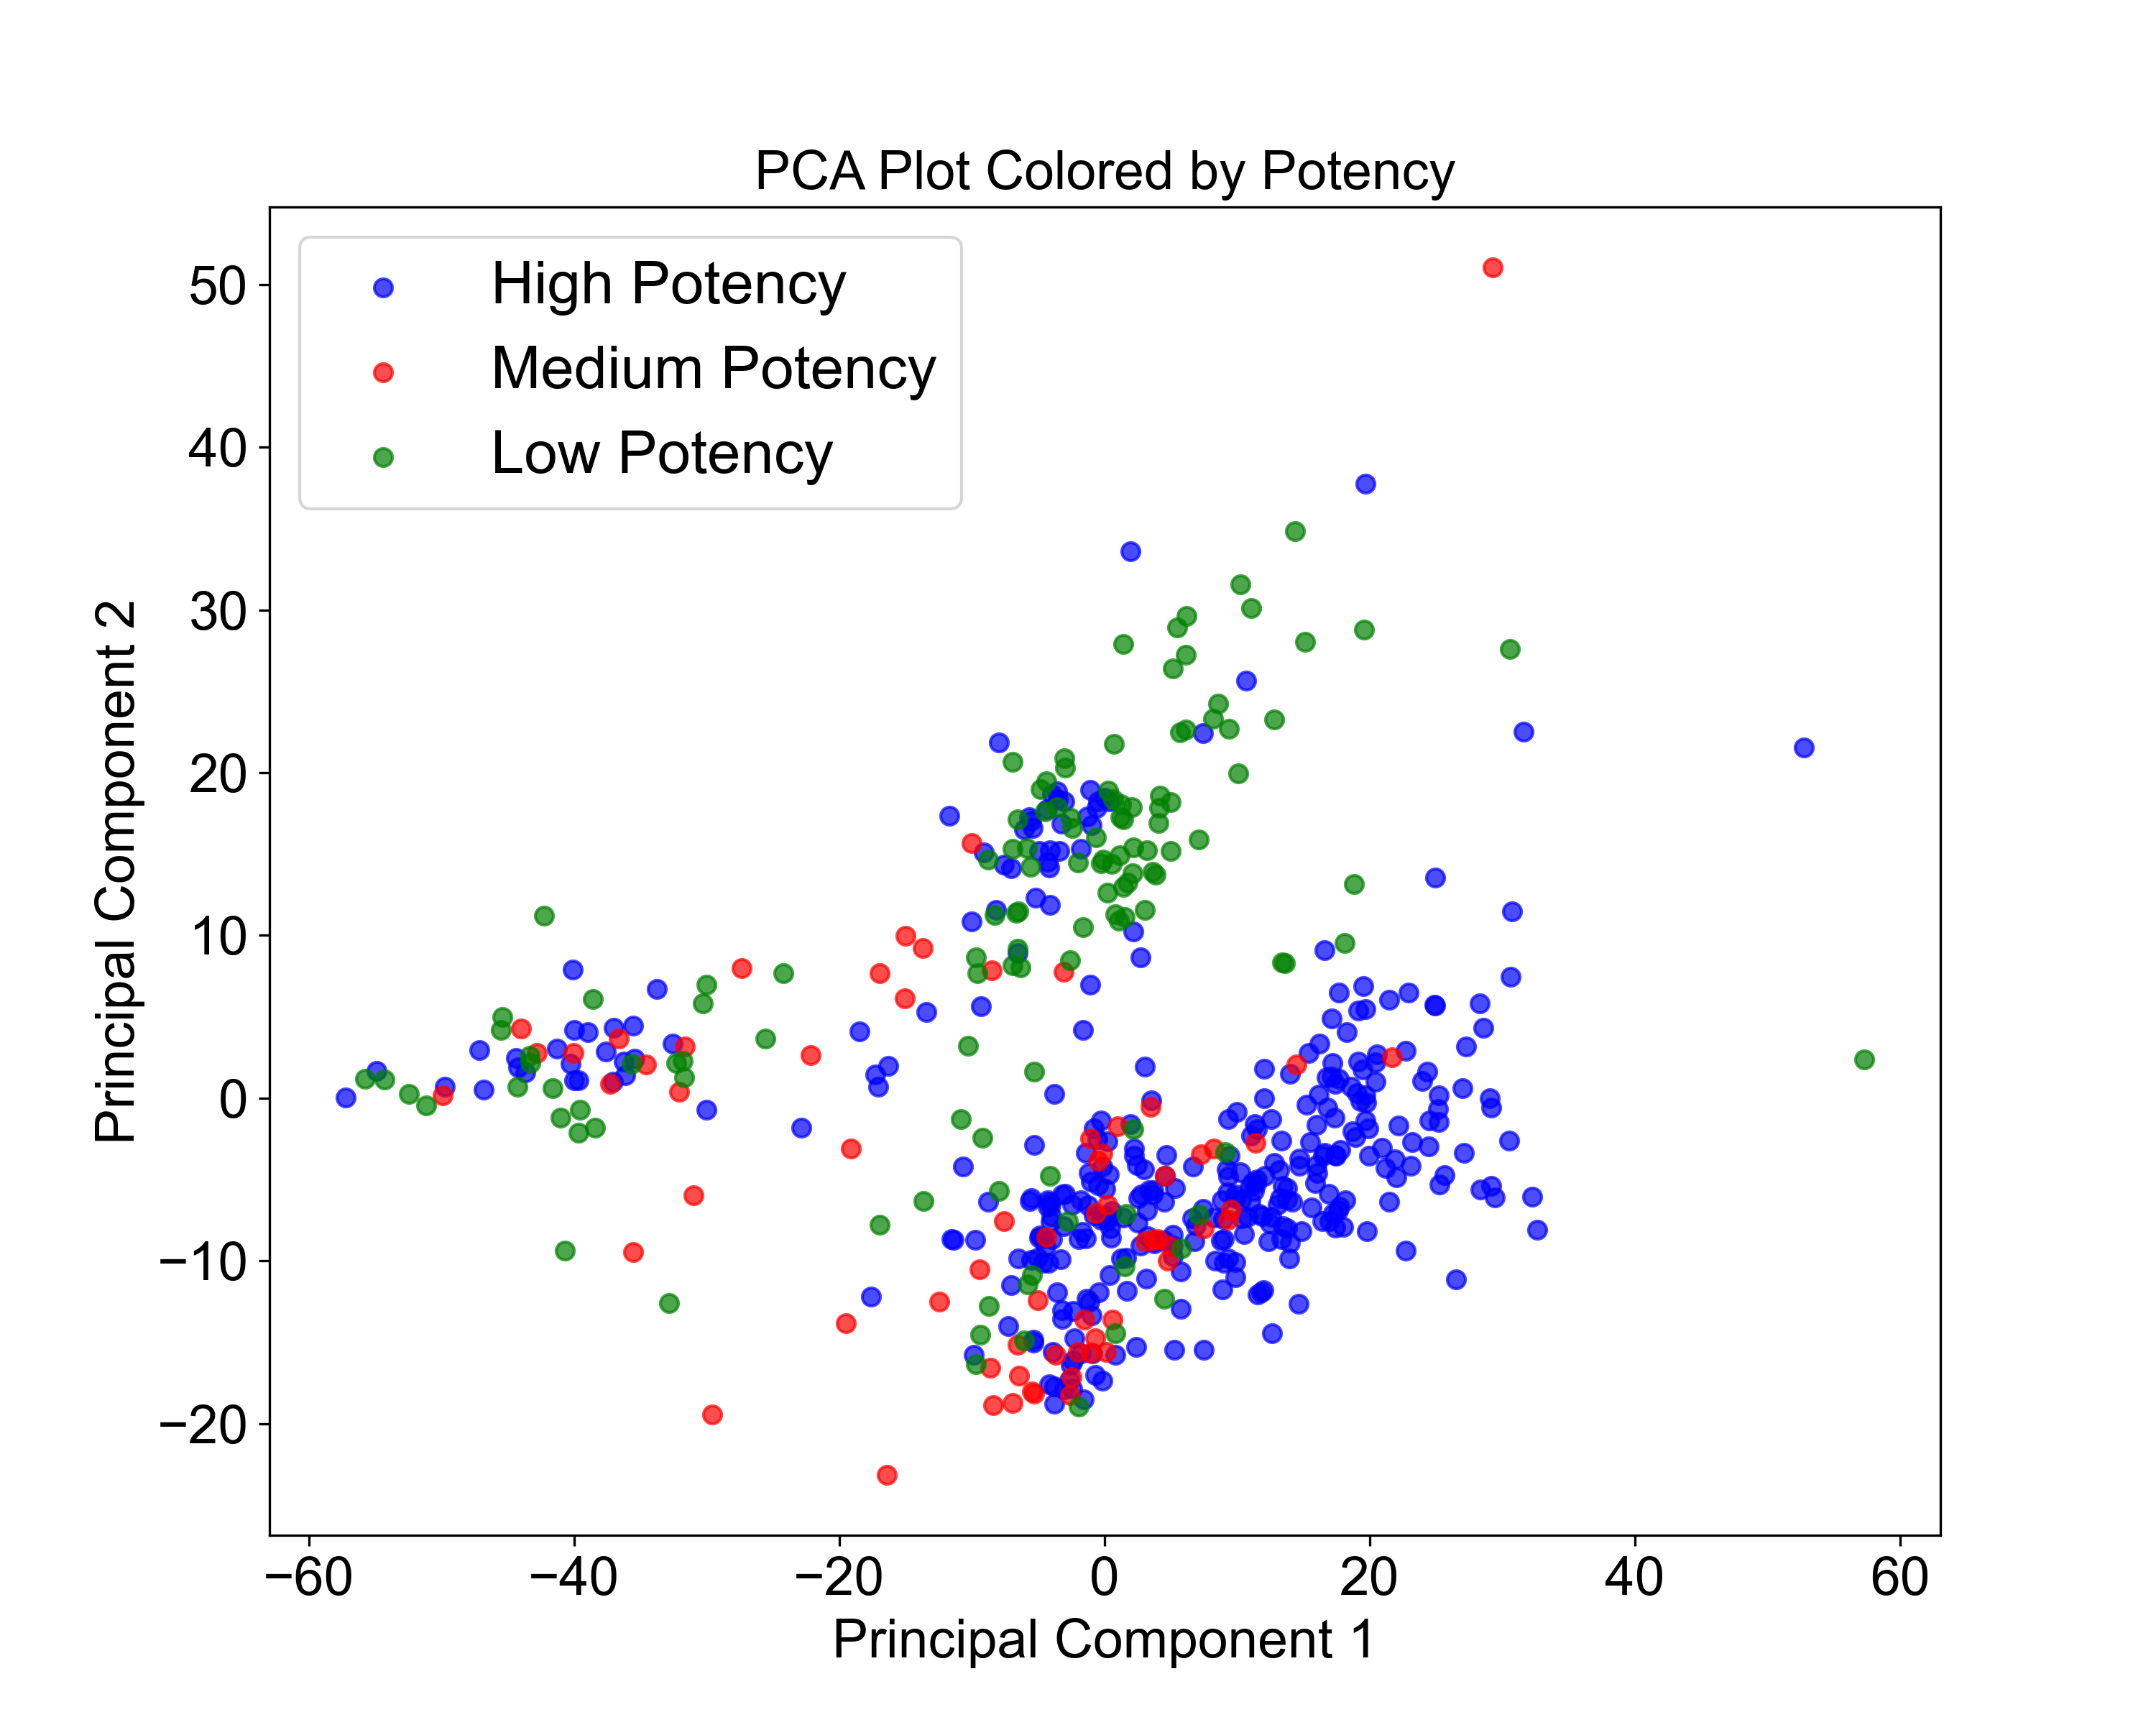 PCA Plot Colored by Potency
High Potency
Medium Potency
Low Potency
50
40
30
20
10
0
−10
−20
Principal Component 2
−60 −40 −20 0 20 40 60
Principal Component 1